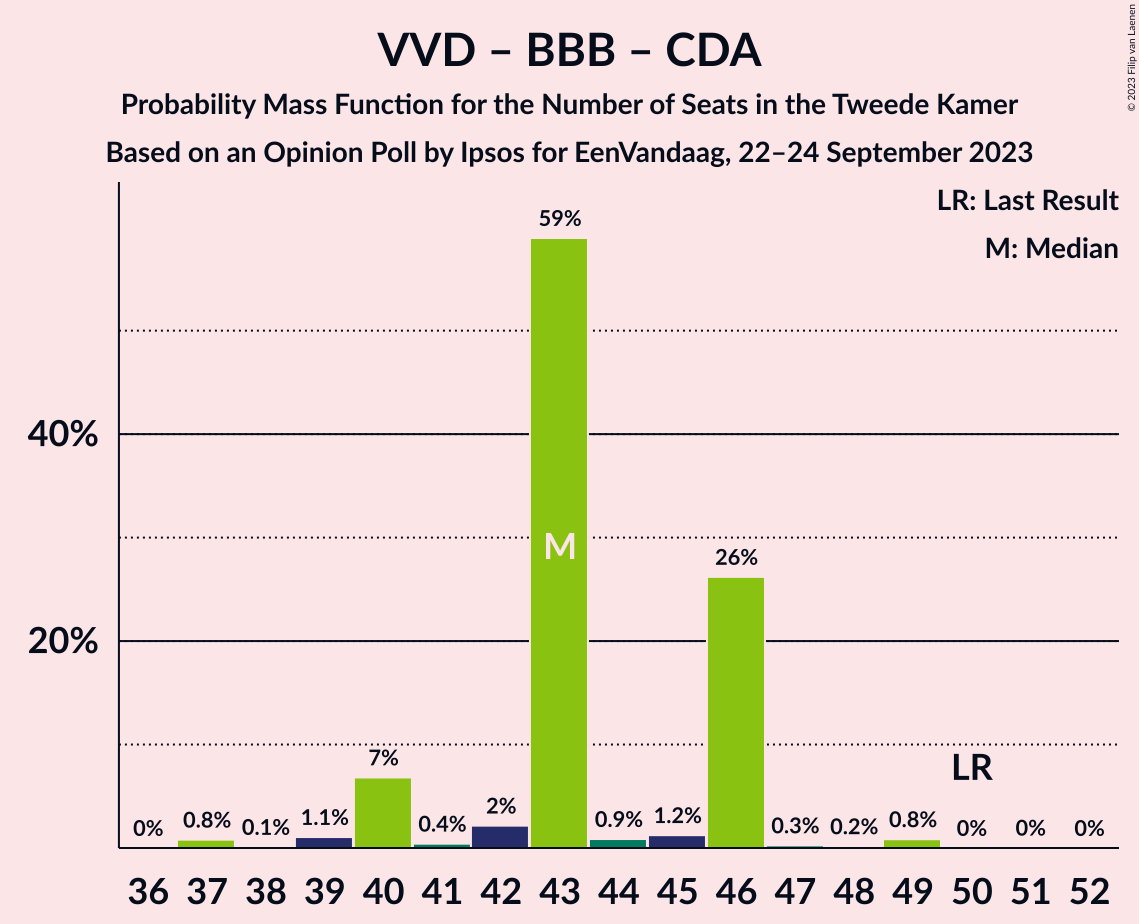 VVD – BBB – CDA
Probability Mass Function for the Number of Seats in the Tweede Kamer
Based on an Opinion Poll by Ipsos for EenVandaag, 22–24 September 2023
© 2023 Filip van Laenen
LR: Last Result
M: Median
59%
40%
M
26%
20%
7%
LR
0% 0.8% 0.1% 1.1% 0.4% 2% 0.9% 1.2% 0.3% 0.2% 0.8% 0% 0% 0%
36 37 38 39 40 41 42 43 44 45 46 47 48 49 50 51 52